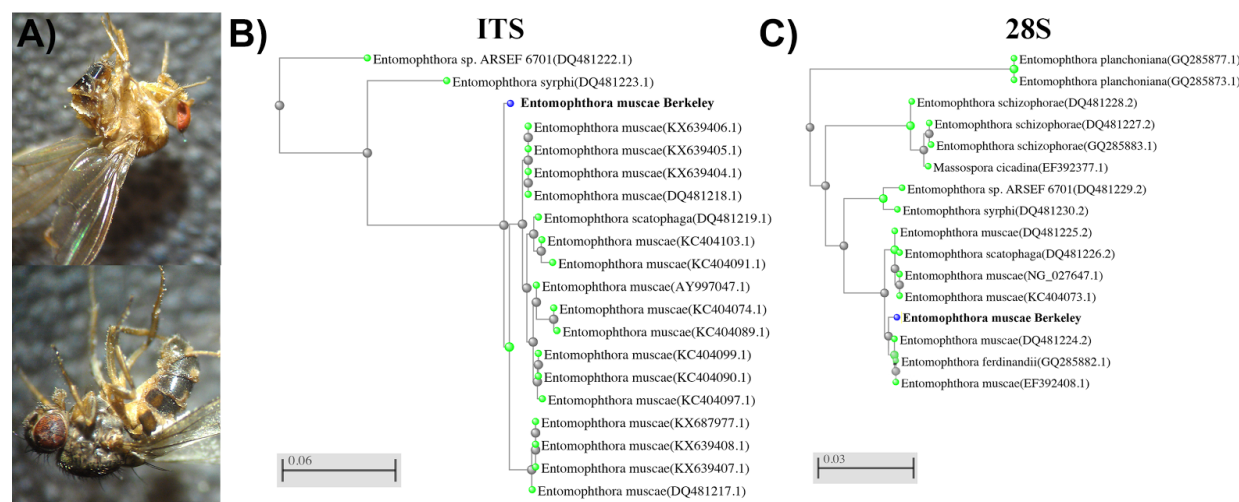 A)
B)
ITS
Entomophthora sp. ARSEF 6701(DQ481222.1)
Entomophthora syrphi(DQ481223.1)
Entomophthora muscae Berkeley
Entomophthora muscae(KX639406.1)
Entomophthora muscae(KX639405.1)
Entomophthora muscae(KX639404.1)
Entomophthora muscae(DQ481218.1)
Entomophthora scatophaga(DQ481219.1)
Entomophthora muscae(KC404103.1)
Entomophthora muscae(KC404091.1)
Entomophthora muscae(AY997047.1)
Entomophthora muscae(KC404074.1)
Entomophthora muscae(KC404089.1)
Entomophthora muscae(KC404099.1)
Entomophthora muscae(KC404090.1)
Entomophthora muscae(KC404097.1)
Entomophthora muscae(KX687977.1)
Entomophthora muscae(KX639408.1)
Entomophthora muscae(KX639407.1)
Entomophthora muscae(DQ481217.1)
0.06
C)
28S
Entomophthora planchoniana(GQ285877.1)
Entomophthora planchoniana(GQ285873.1)
Entomophthora schizophorae(DQ481228.2)
Entomophthora schizophorae(DQ481227.2)
Entomophthora schizophorae(GQ285883.1)
Massospora cicadina(EF392377.1)
Entomophthora sp. ARSEF 6701(DQ481229.2)
Entomophthora syrphi(DQ481230.2)
Entomophthora muscae(DQ481225.2)
Entomophthora scatophaga(DQ481226.2)
Entomophthora muscae(NG_027647.1)
Entomophthora muscae(KC404073.1)
Entomophthora muscae Berkeley
Entomophthora muscae(DQ481224.2)
Entomophthora ferdinandii(GQ285882.1)
Entomophthora muscae(EF392408.1)
0.03